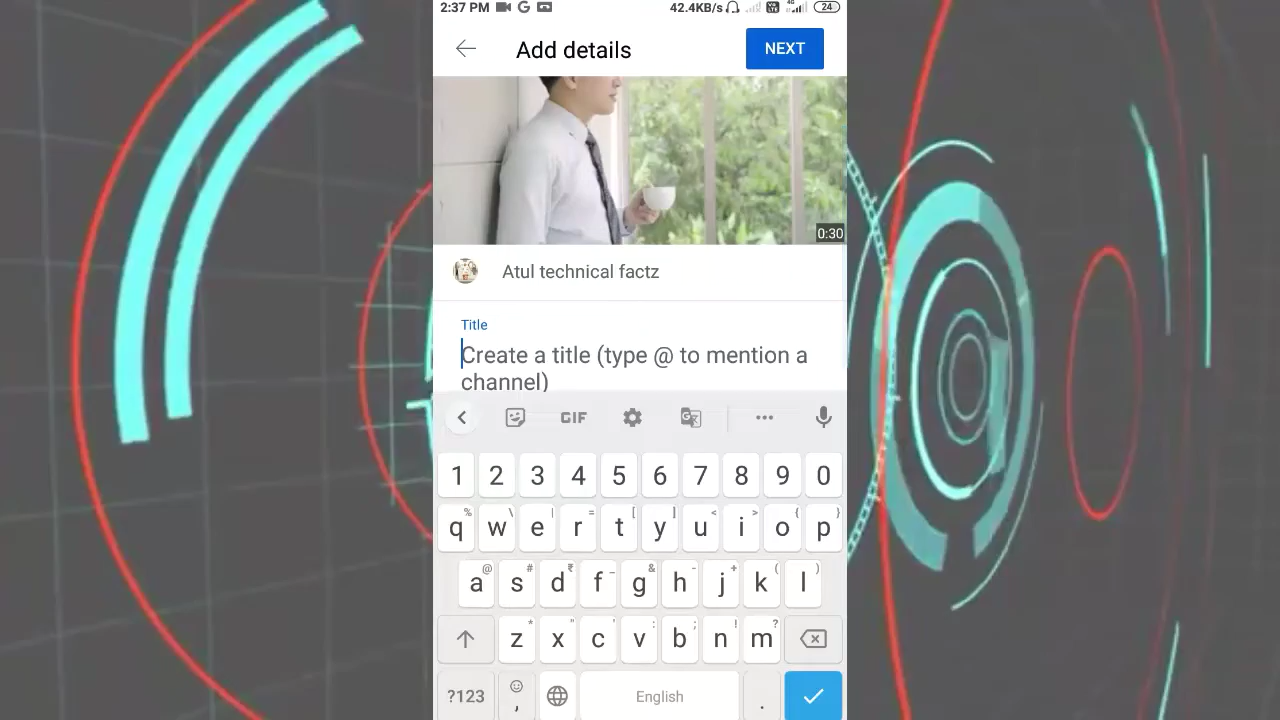 2:37 PM G 42.4KB/s 4G 24
Add details
NEXT
0:30
Atul technical factz
Title
Create a title (type @ to mention a
channel)
GIF
1 2 3 4 5 6 7 8 9 0
% \ | = [ ] < > { }
q w e r t y u i o p
@ # ₹ _ & - + ( )
a s d f g h j k l
* " ' : ; ! ?
z x c v b n m
?123 , English .